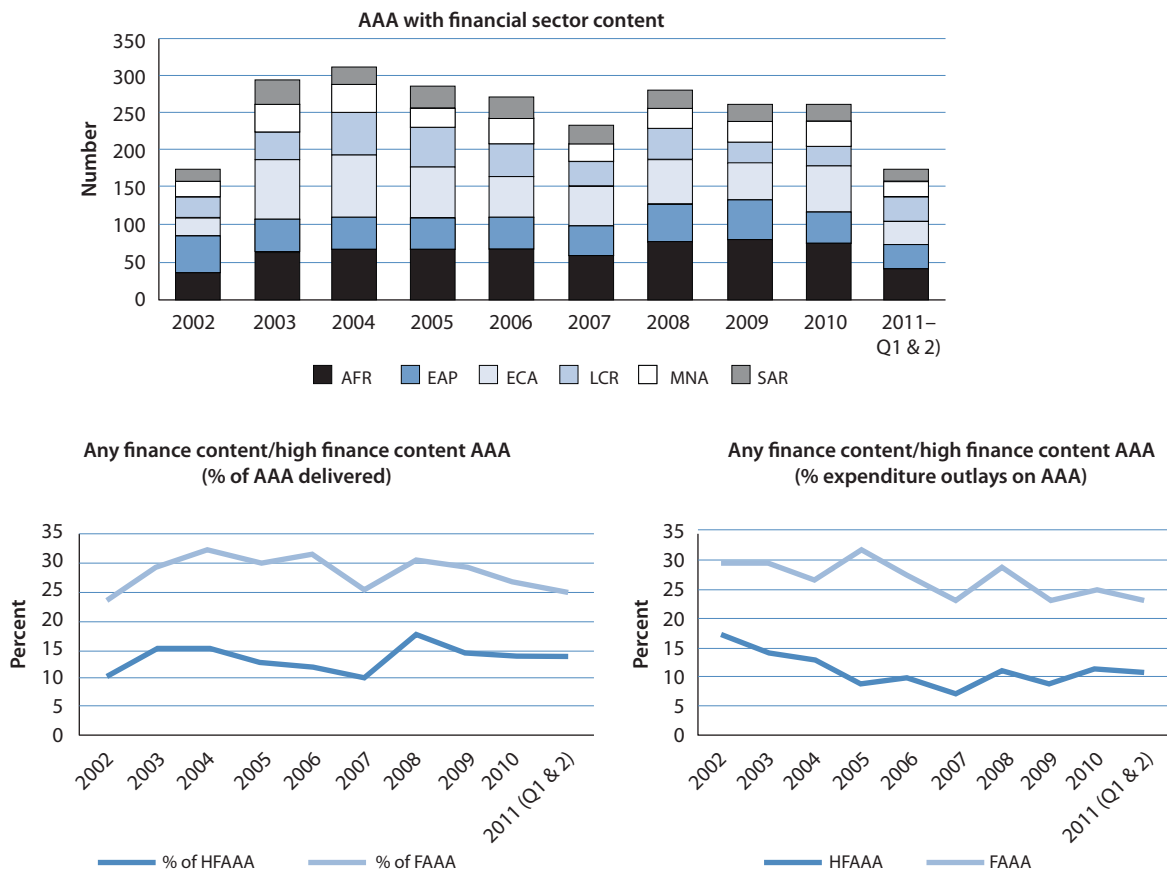 AAA with financial sector content
350
300
250
200
150
100
50
0
Number
2002 2003 2004 2005 2006 2007 2008 2009 2010 2011–
Q1 & 2)
AFR EAP ECA LCR MNA SAR
Any finance content/high finance content AAA
(% of AAA delivered)
35
30
25
20
15
10
5
0
Percent
2002 2003 2004 2005 2006 2007 2008 2009 2010 2011 (Q1 & 2)
% of HFAAA % of FAAA
Any finance content/high finance content AAA
(% expenditure outlays on AAA)
35
30
25
20
15
10
5
0
Percent
2002 2003 2004 2005 2006 2007 2008 2009 2010 2011 (Q1 & 2)
HFAAA FAAA